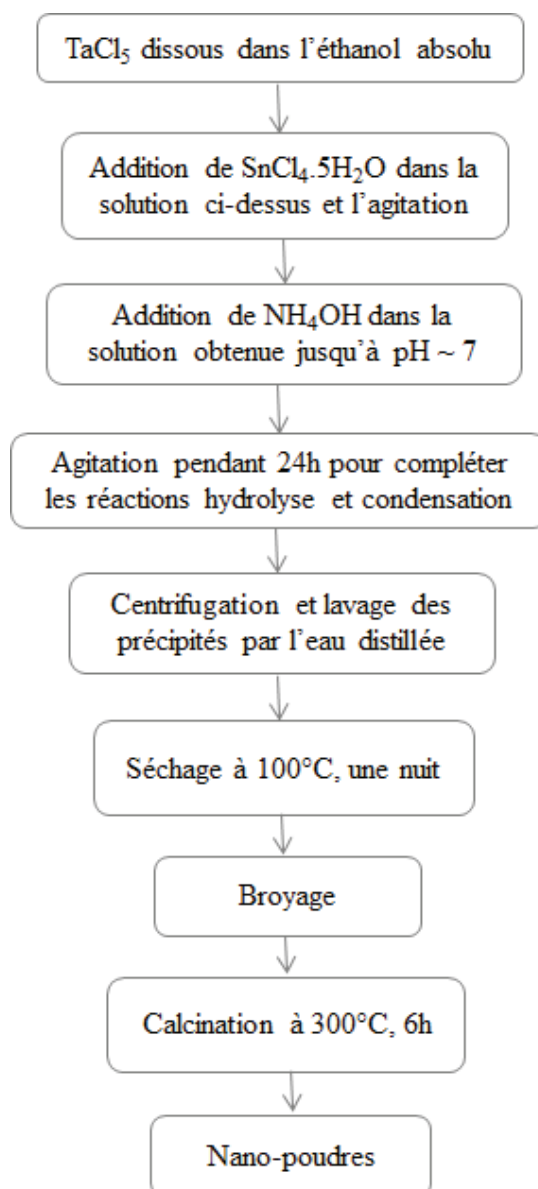 TaCl₅ dissous dans l’éthanol absolu
Addition de SnCl₄.5H₂O dans la
solution ci-dessus et l’agitation
Addition de NH₄OH dans la
solution obtenue jusqu’à pH ~ 7
Agitation pendant 24h pour compléter
les réactions hydrolyse et condensation
Centrifugation et lavage des
précipités par l’eau distillée
Séchage à 100°C, une nuit
Broyage
Calcination à 300°C, 6h
Nano-poudres